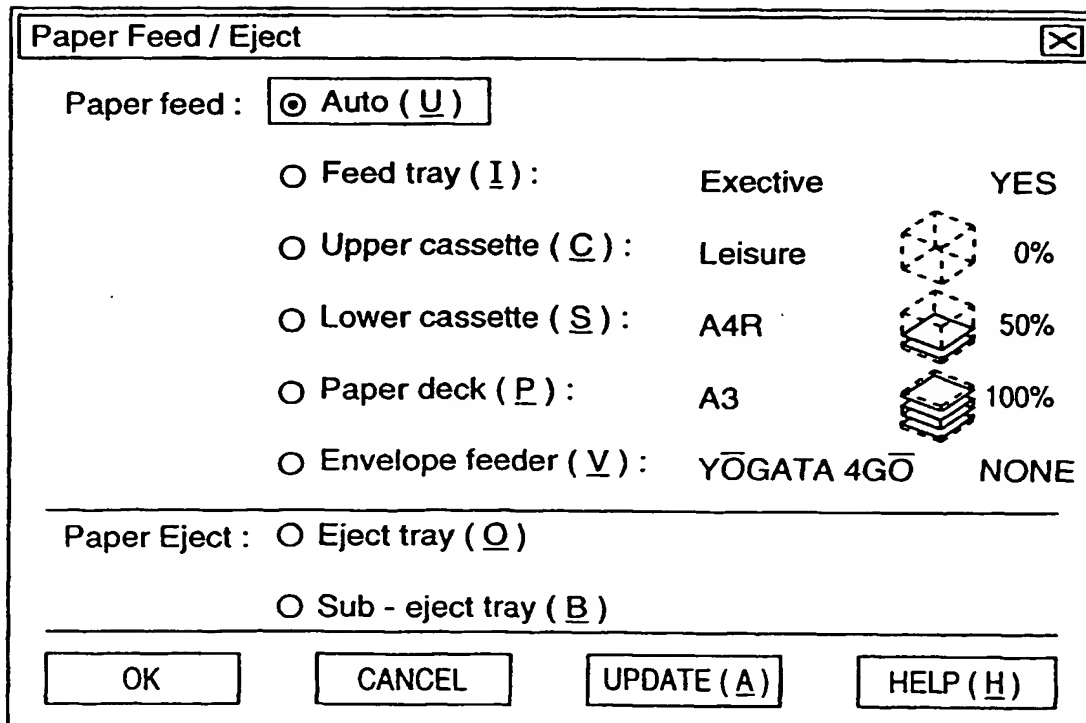 Paper Feed / Eject
Paper feed : Auto ( U )
Feed tray ( I ) : Exective YES
Upper cassette ( C ) : Leisure 0%
Lower cassette ( S ) : A4R 50%
Paper deck ( P ) : A3 100%
Envelope feeder ( V ) : YŌGATA 4GŌ NONE
Paper Eject : Eject tray ( O )
Sub - eject tray ( B )
OK CANCEL UPDATE ( A ) HELP ( H )